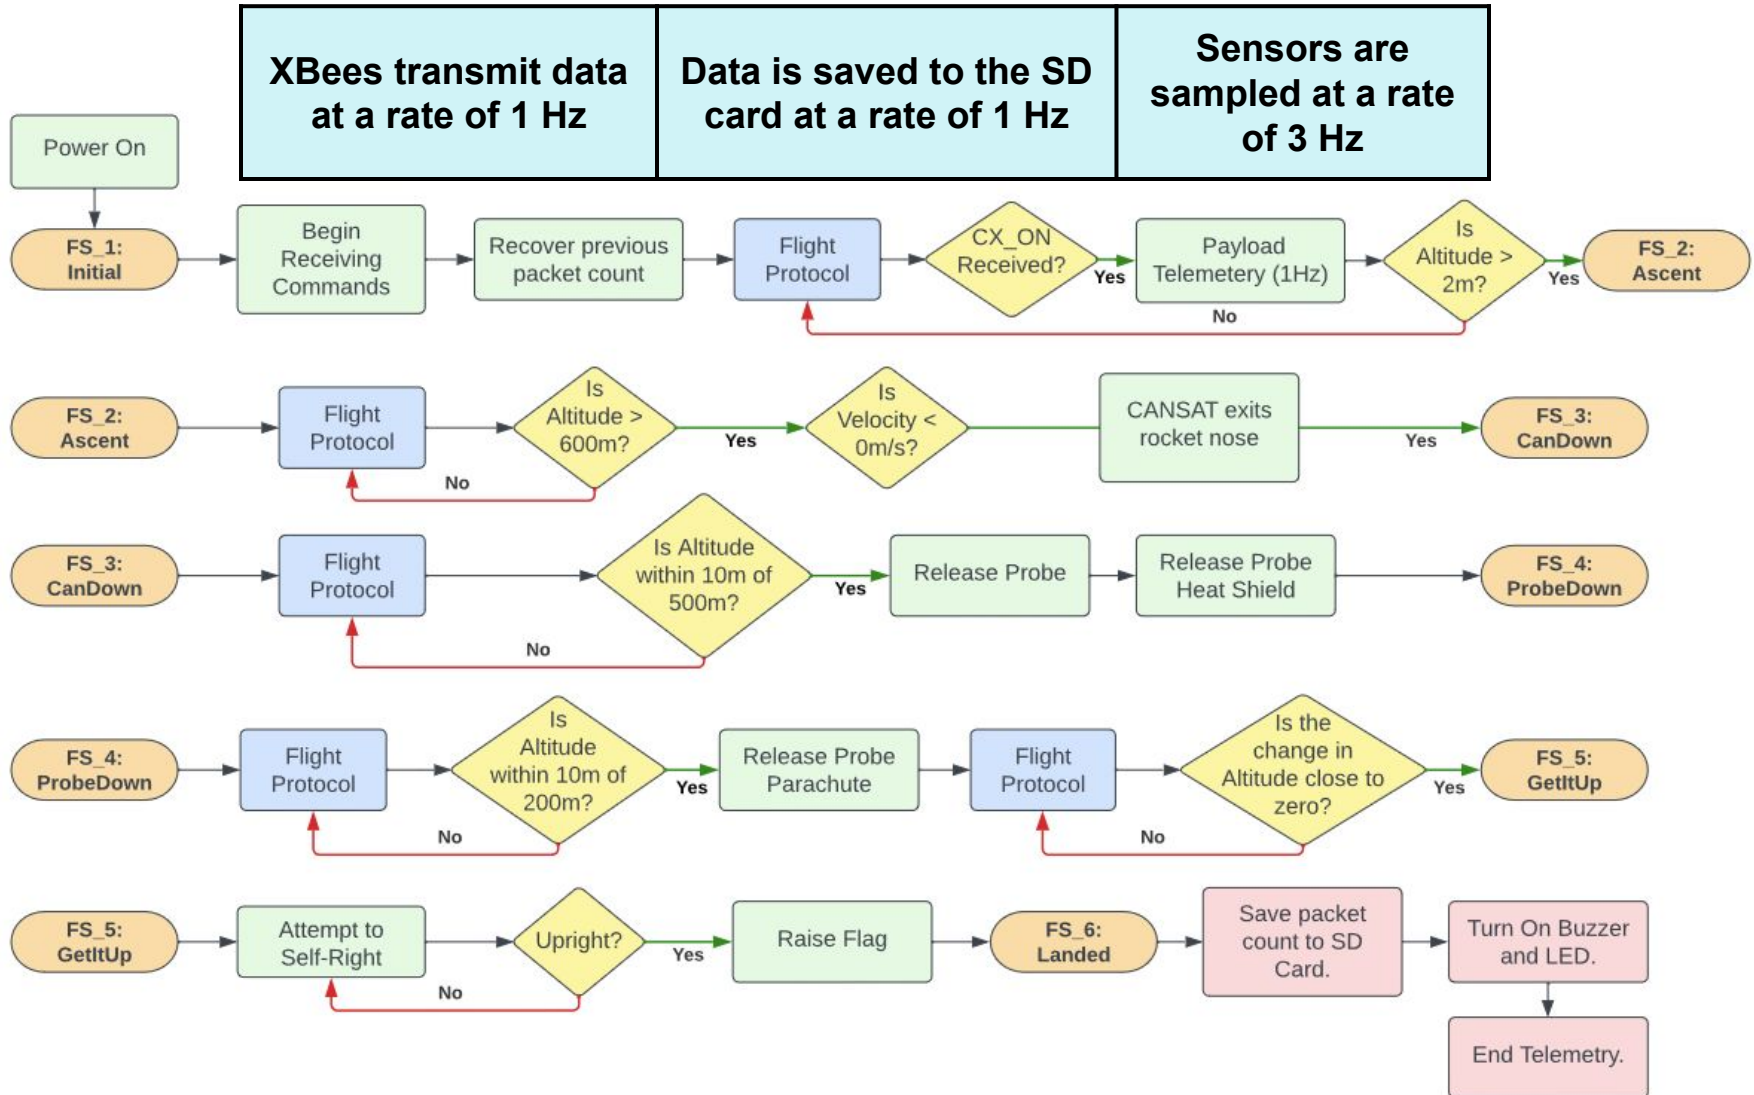 XBees transmit data
at a rate of 1 Hz
Data is saved to the SD
card at a rate of 1 Hz
Sensors are
sampled at a rate
of 3 Hz
Power On
FS_1:
Initial
Begin
Receiving
Commands
Recover previous
packet count
Flight
Protocol
CX_ON
Received?
Yes
Payload
Telemetery (1Hz)
Is
Altitude >
2m?
Yes
FS_2:
Ascent
No
FS_2:
Ascent
Flight
Protocol
Is
Altitude >
600m?
Yes
Is
Velocity <
0m/s?
CANSAT exits
rocket nose
Yes
FS_3:
CanDown
No
FS_3:
CanDown
Flight
Protocol
Is Altitude
within 10m of
500m?
Yes
Release Probe
Release Probe
Heat Shield
FS_4:
ProbeDown
No
FS_4:
ProbeDown
Flight
Protocol
Is
Altitude
within 10m of
200m?
Yes
Release Probe
Parachute
Flight
Protocol
Is the
change in
Altitude close to
zero?
Yes
FS_5:
GetItUp
No
No
FS_5:
GetItUp
Attempt to
Self-Right
Upright?
Yes
Raise Flag
FS_6:
Landed
Save packet
count to SD
Card.
Turn On Buzzer
and LED.
No
End Telemetry.